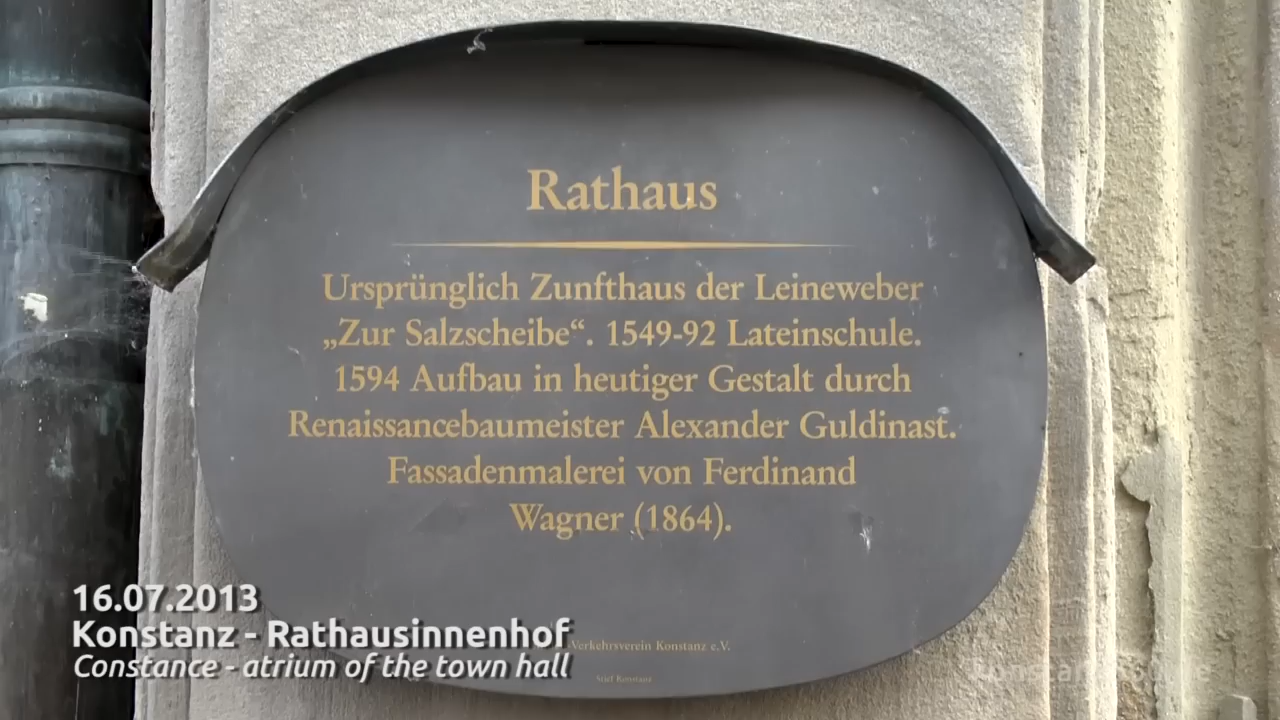 Rathaus
Ursprünglich Zunfthaus der Leineweber
„Zur Salzscheibe“. 1549-92 Lateinschule.
1594 Aufbau in heutiger Gestalt durch
Renaissancebaumeister Alexander Guldinast.
Fassadenmalerei von Ferdinand
Wagner (1864).
Verkehrsverein Konstanz e.V.
16.07.2013
Konstanz - Rathausinnenhof
Constance - atrium of the town hall